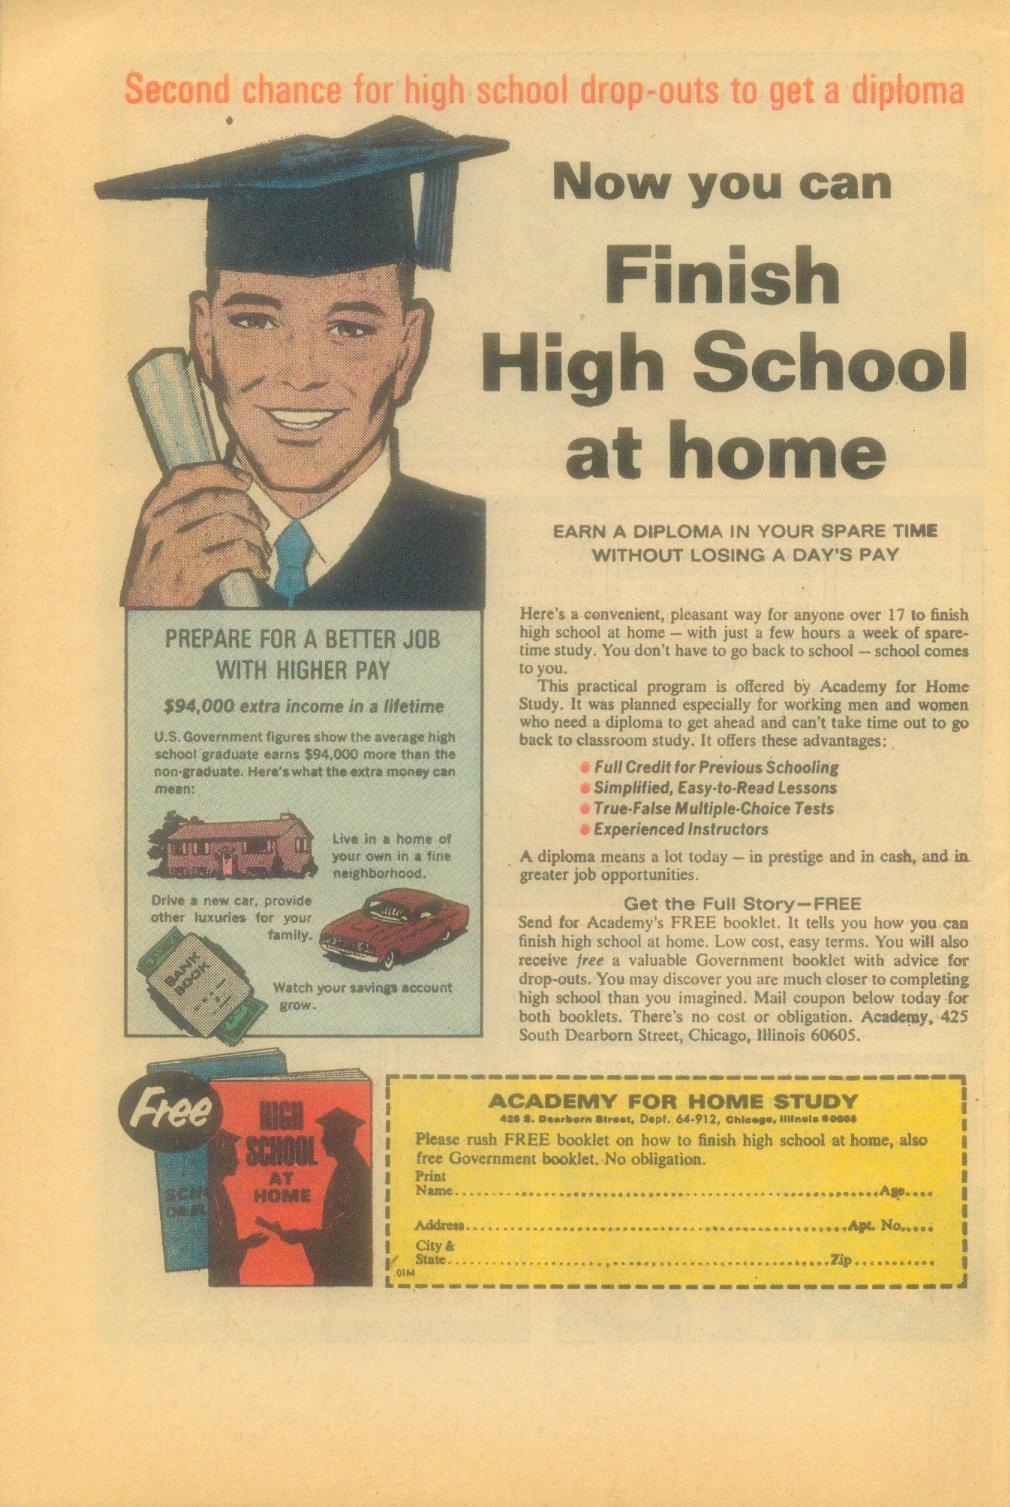 Second chance for high school drop-outs to get a diploma
Now you can
Finish
High School
at home
EARN A DIPLOMA IN YOUR SPARE TIME
WITHOUT LOSING A DAY'S PAY
Here's a convenient, pleasant way for anyone over 17 to finish
high school at home — with just a few hours a week of spare-
time study. You don't have to go back to school — school comes
to you.
This practical program is offered by Academy for Home
Study. It was planned especially for working men and women
who need a diploma to get ahead and can't take time out to go
back to classroom study. It offers these advantages:
● Full Credit for Previous Schooling
● Simplified, Easy-to-Read Lessons
● True-False Multiple-Choice Tests
● Experienced Instructors
A diploma means a lot today — in prestige and in cash, and in
greater job opportunities.
Get the Full Story—FREE
Send for Academy's FREE booklet. It tells you how you can
finish high school at home. Low cost, easy terms. You will also
receive free a valuable Government booklet with advice for
drop-outs. You may discover you are much closer to completing
high school than you imagined. Mail coupon below today for
both booklets. There's no cost or obligation. Academy, 425
South Dearborn Street, Chicago, Illinois 60605.
PREPARE FOR A BETTER JOB
WITH HIGHER PAY
$94,000 extra income in a lifetime
U.S. Government figures show the average high
school graduate earns $94,000 more than the
non-graduate. Here's what the extra money can
mean:
Live in a home of
your own in a fine
neighborhood.
Drive a new car, provide
other luxuries for your
family.
BANK
BOOK
Watch your savings account
grow.
Free
HIGH
SCHOOL
AT
HOME
ACADEMY FOR HOME STUDY
425 S. Dearborn Street, Dept. 64-912, Chicago, Illinois 60605
Please rush FREE booklet on how to finish high school at home, also
free Government booklet. No obligation.
Print
Name..........Age....
Address..........Apt. No.....
City &
State..........Zip..........
01M